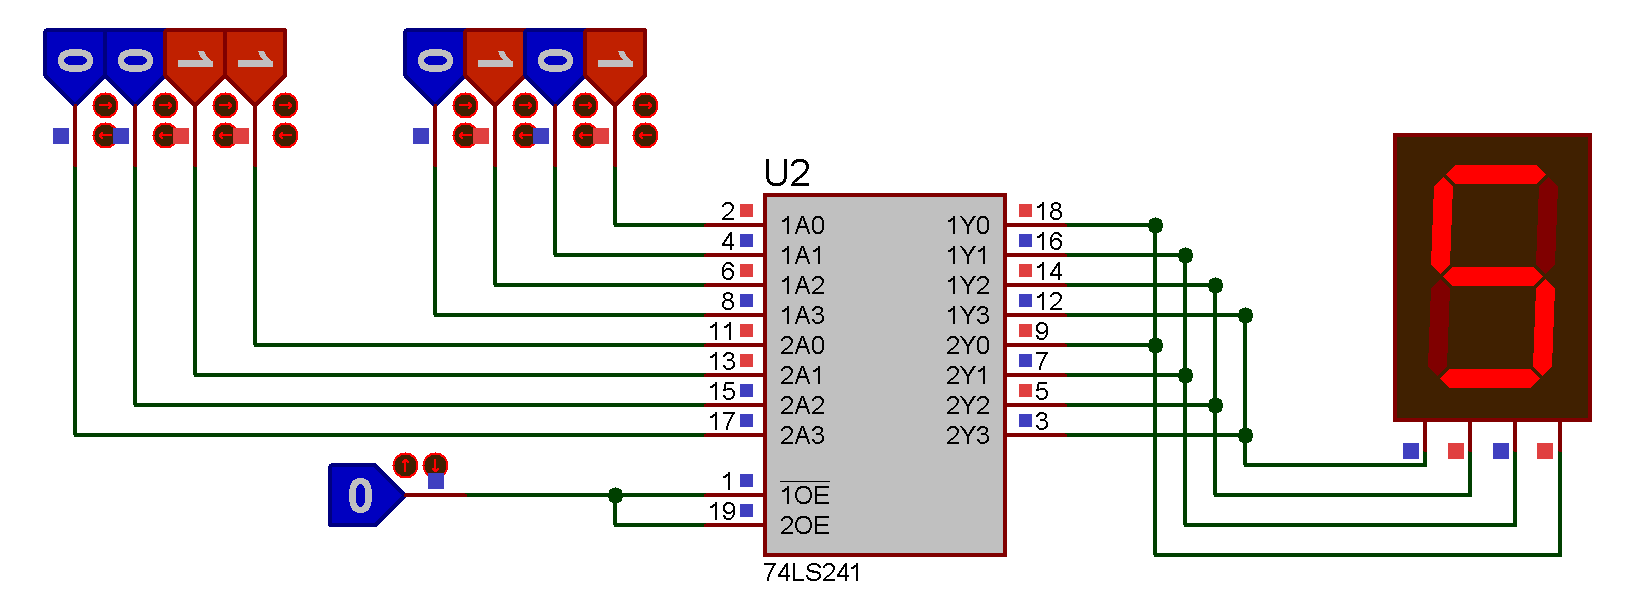 0 0 1 1 0 1 0 1
U2
2 1A0 1Y0 18
4 1A1 1Y1 16
6 1A2 1Y2 14
8 1A3 1Y3 12
11 2A0 2Y0 9
13 2A1 2Y1 7
15 2A2 2Y2 5
17 2A3 2Y3 3
0 1 1OE
19 2OE
74LS241
5